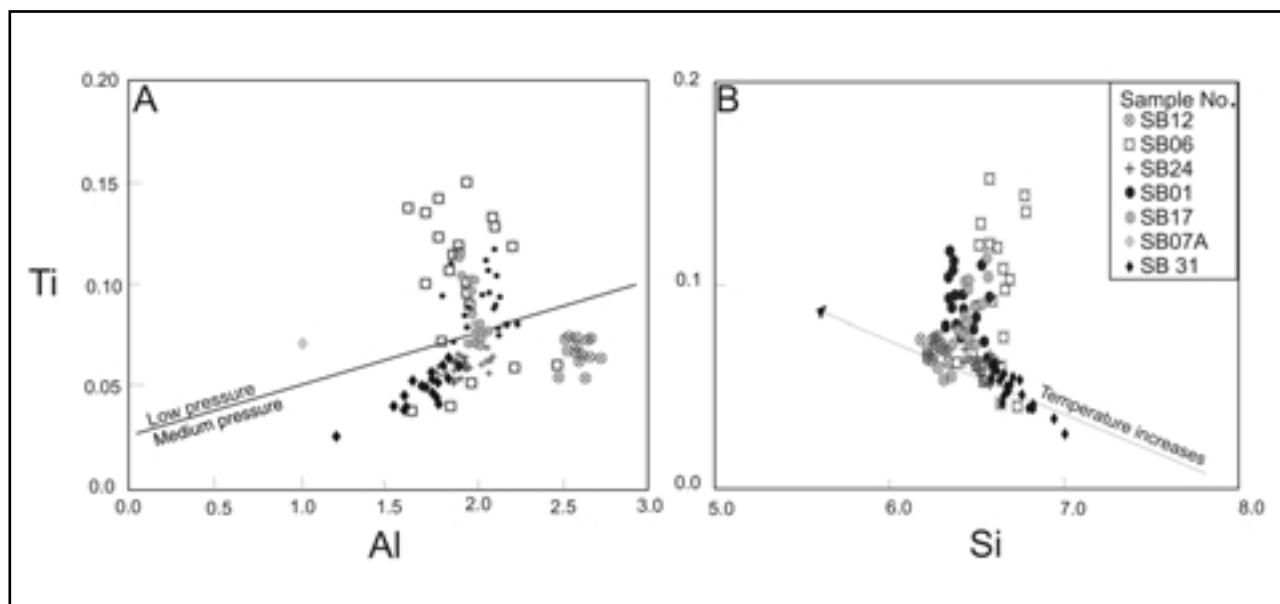 A
B
Ti
0.20
0.15
0.10
0.05
0.0
Low pressure
Medium pressure
0.0 1.0 1.5 2.0 2.5 3.0
Al
0.2
0.1
0.0
Sample No.
SB12
SB06
SB24
SB01
SB17
SB07A
SB 31
Temperature increases
5.0 6.0 7.0 8.0
Si